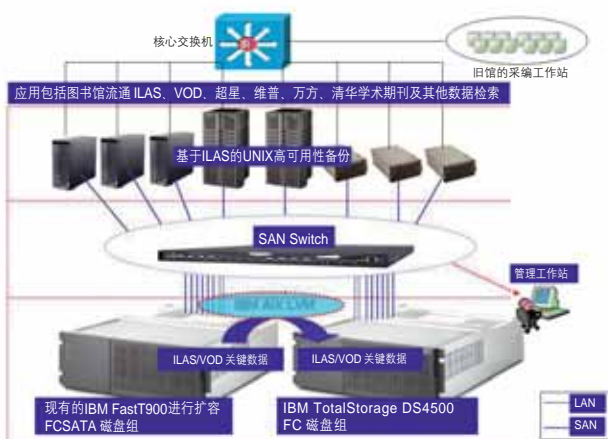 核心交换机
旧馆的采编工作站
应用包括图书馆流通 ILAS、VOD、超星、维普、万方、清华学术期刊及其他数据检索
基于ILAS的UNIX高可用性备份
SAN Switch
管理工作站
IBM AIX LVM
ILAS/VOD 关键数据
ILAS/VOD 关键数据
现有的IBM FastT900进行扩容
FCSATA 磁盘组
IBM TotalStorage DS4500
FC 磁盘组
LAN
SAN